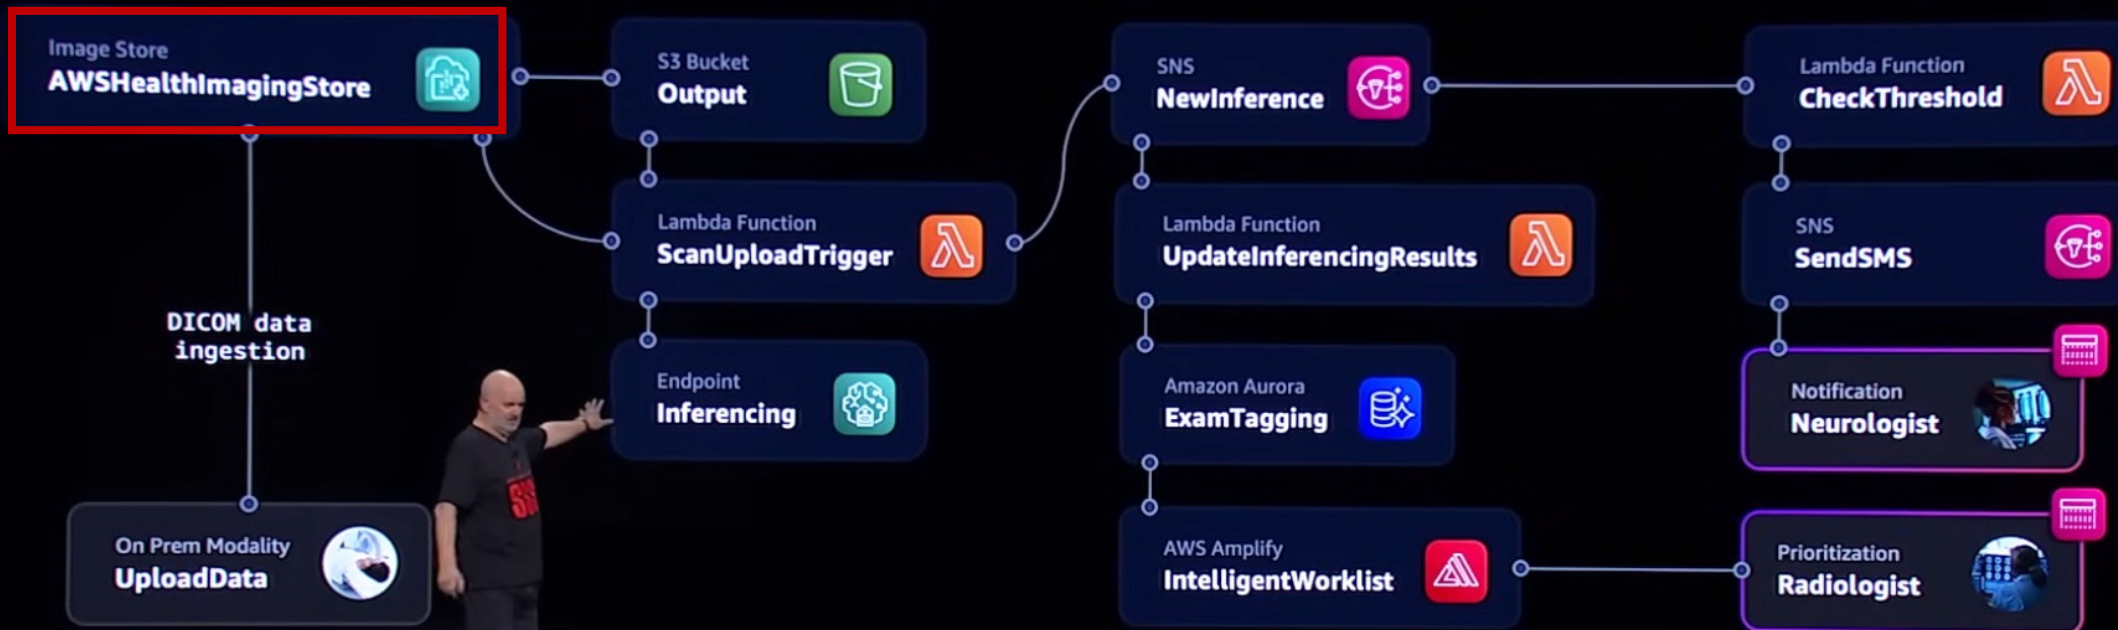 Image Store
AWSHealthImagingStore
S3 Bucket
Output
SNS
NewInference
Lambda Function
CheckThreshold
Lambda Function
ScanUploadTrigger
Lambda Function
UpdateInferencingResults
SNS
SendSMS
DICOM data
ingestion
Endpoint
Inferencing
Amazon Aurora
ExamTagging
Notification
Neurologist
On Prem Modality
UploadData
AWS Amplify
IntelligentWorklist
Prioritization
Radiologist